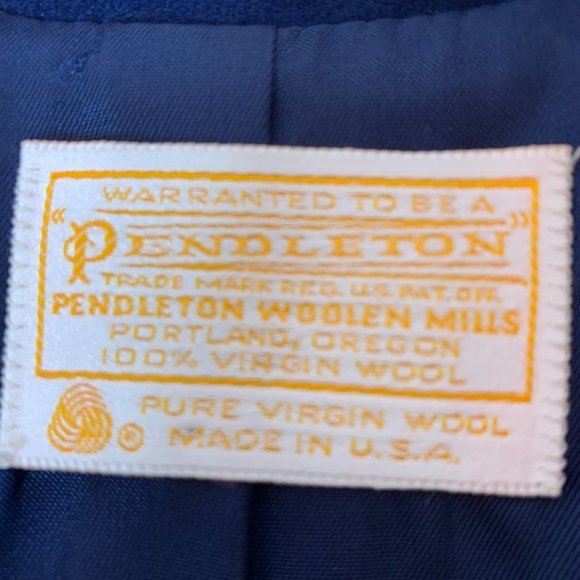 WARRANTED TO BE A
"PENDLETON"
TRADE MARK REG. U.S. PAT. OFF.
PENDLETON WOOLEN MILLS
PORTLAND, OREGON
100% VIRGIN WOOL
PURE VIRGIN WOOL
® MADE IN U.S.A.